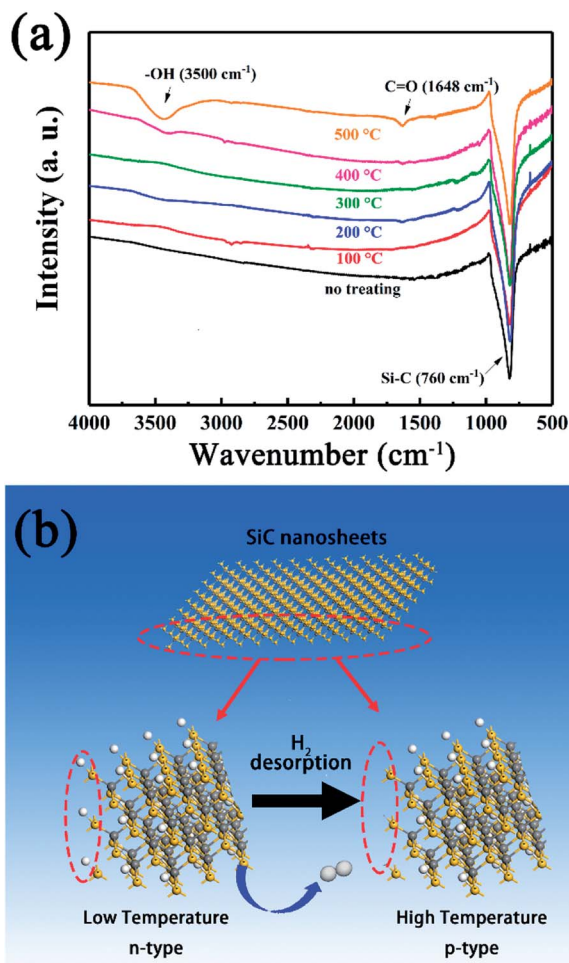 (a)
-OH (3500 cm⁻¹)
C=O (1648 cm⁻¹)
500 °C
400 °C
300 °C
200 °C
100 °C
no treating
Si-C (760 cm⁻¹)
Intensity (a. u.)
4000 3500 3000 2500 2000 1500 1000 500
Wavenumber (cm⁻¹)
(b)
SiC nanosheets
H₂
desorption
Low Temperature
n-type
High Temperature
p-type